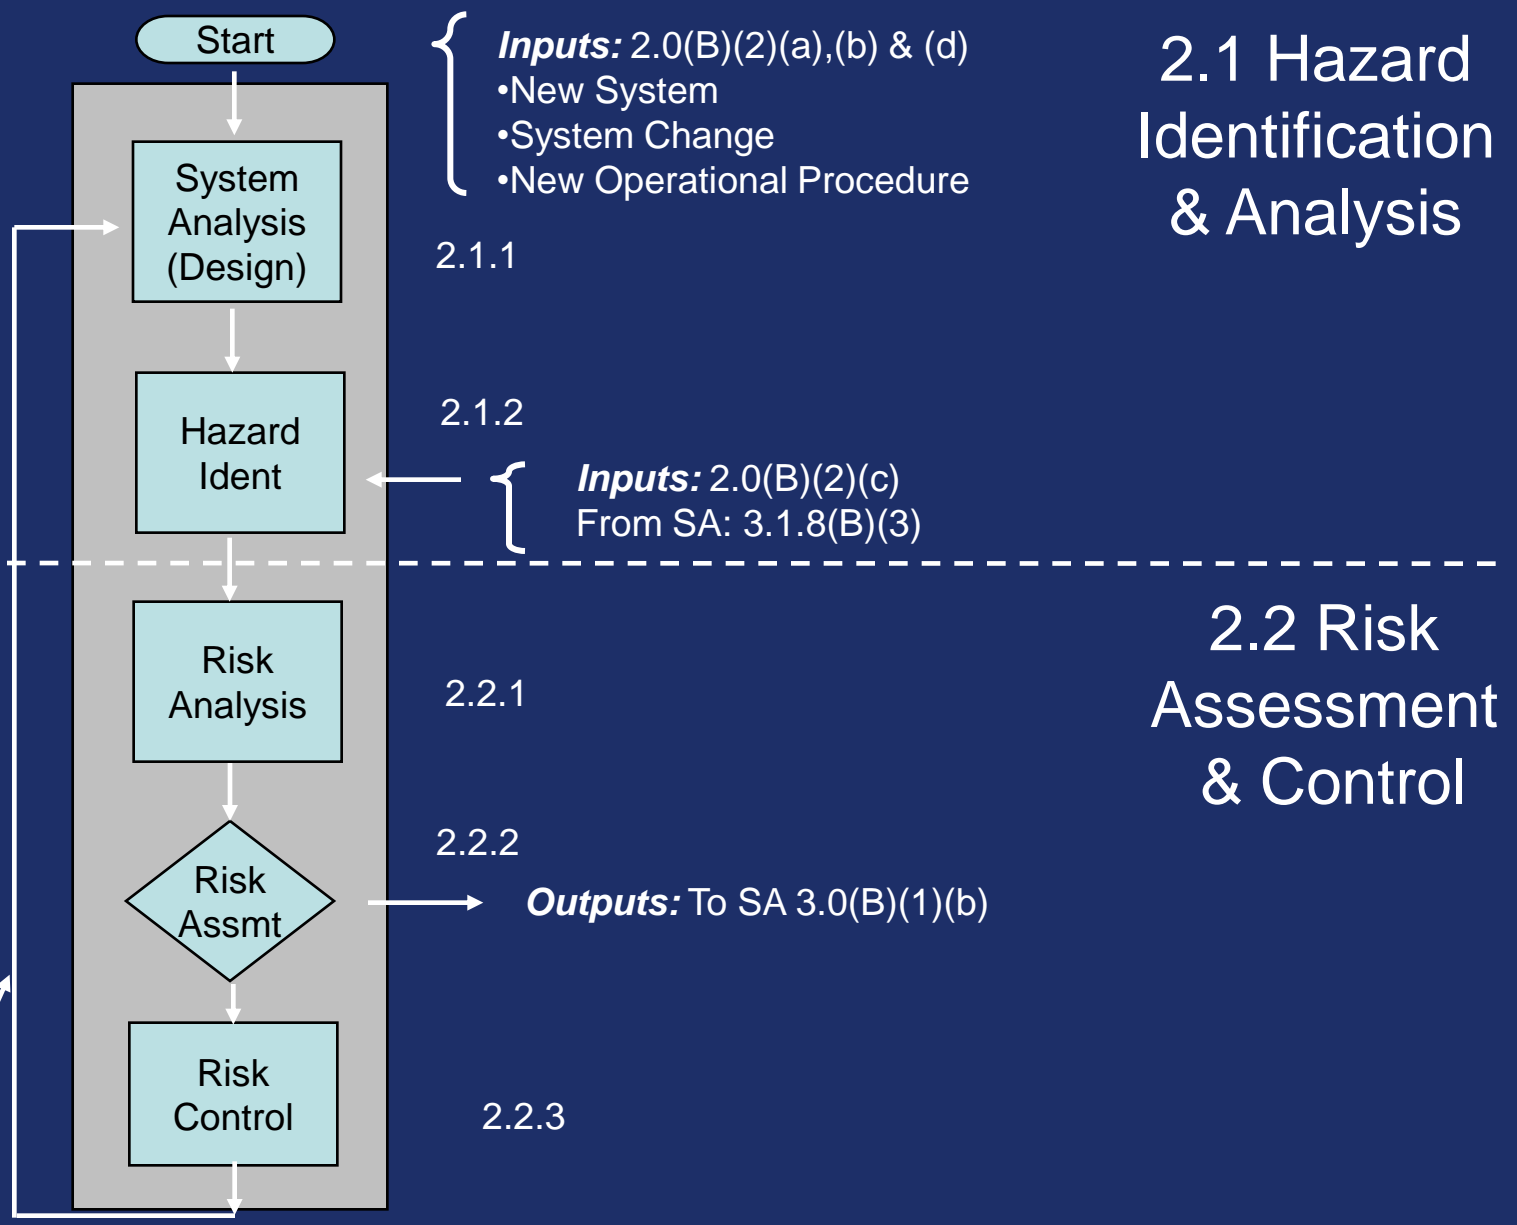 Start
Inputs: 2.0(B)(2)(a),(b) & (d)
•New System
•System Change
•New Operational Procedure
2.1 Hazard
Identification
& Analysis
System
Analysis
(Design)
2.1.1
Hazard
Ident
2.1.2
Inputs: 2.0(B)(2)(c)
From SA: 3.1.8(B)(3)
2.2 Risk
Assessment
& Control
Risk
Analysis
2.2.1
Risk
Assmt
2.2.2
Outputs: To SA 3.0(B)(1)(b)
Risk
Control
2.2.3